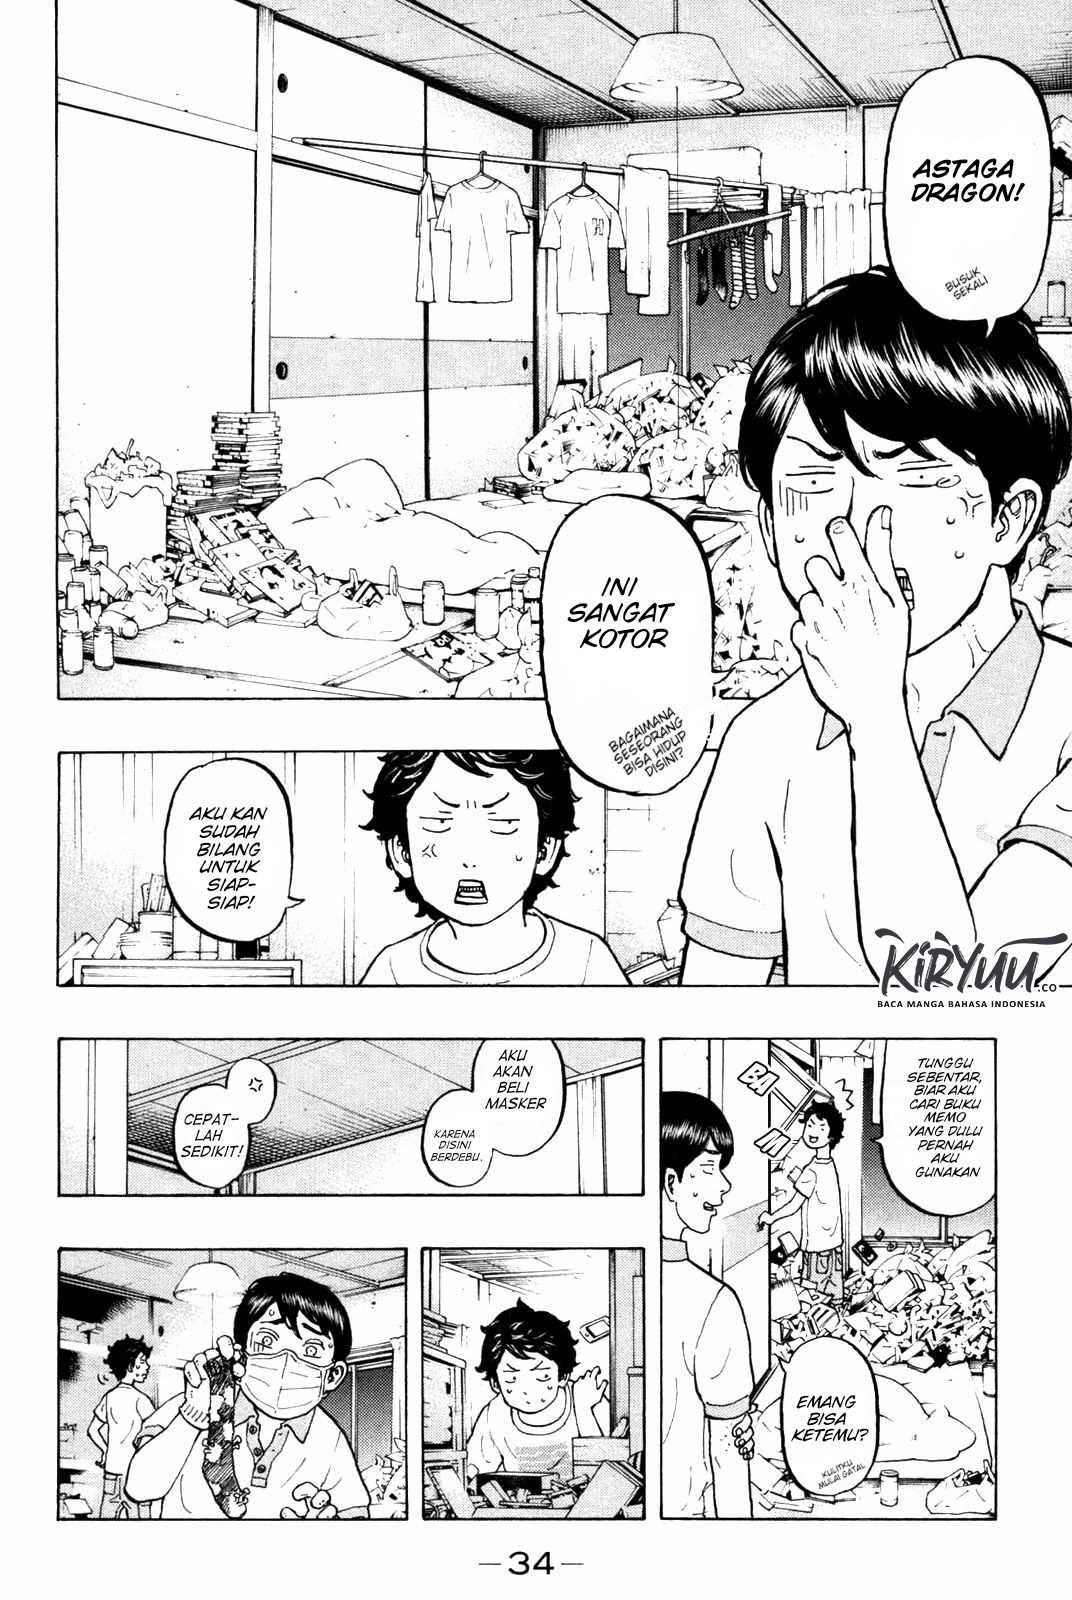 ASTAGA
DRAGON!
BUSUK
SEKALI
INI
SANGAT
KOTOR
BAGAIMANA
SESEORANG
BISA HIDUP
DISINI?
AKU KAN
SUDAH
BILANG
UNTUK
SIAP-
SIAP!
KIRYUU.CO
BACA MANGA BAHASA INDONESIA
AKU
AKAN
BELI
MASKER
KARENA
DISINI
BERDEBU.
CEPAT-
LAH
SEDIKIT!
TUNGGU
SEBENTAR,
BIAR AKU
CARI BUKU
MEMO
YANG DULU
PERNAH
AKU
GUNAKAN
EMANG
BISA
KETEMU?
KULITKU
MULAI GATAL
—34—